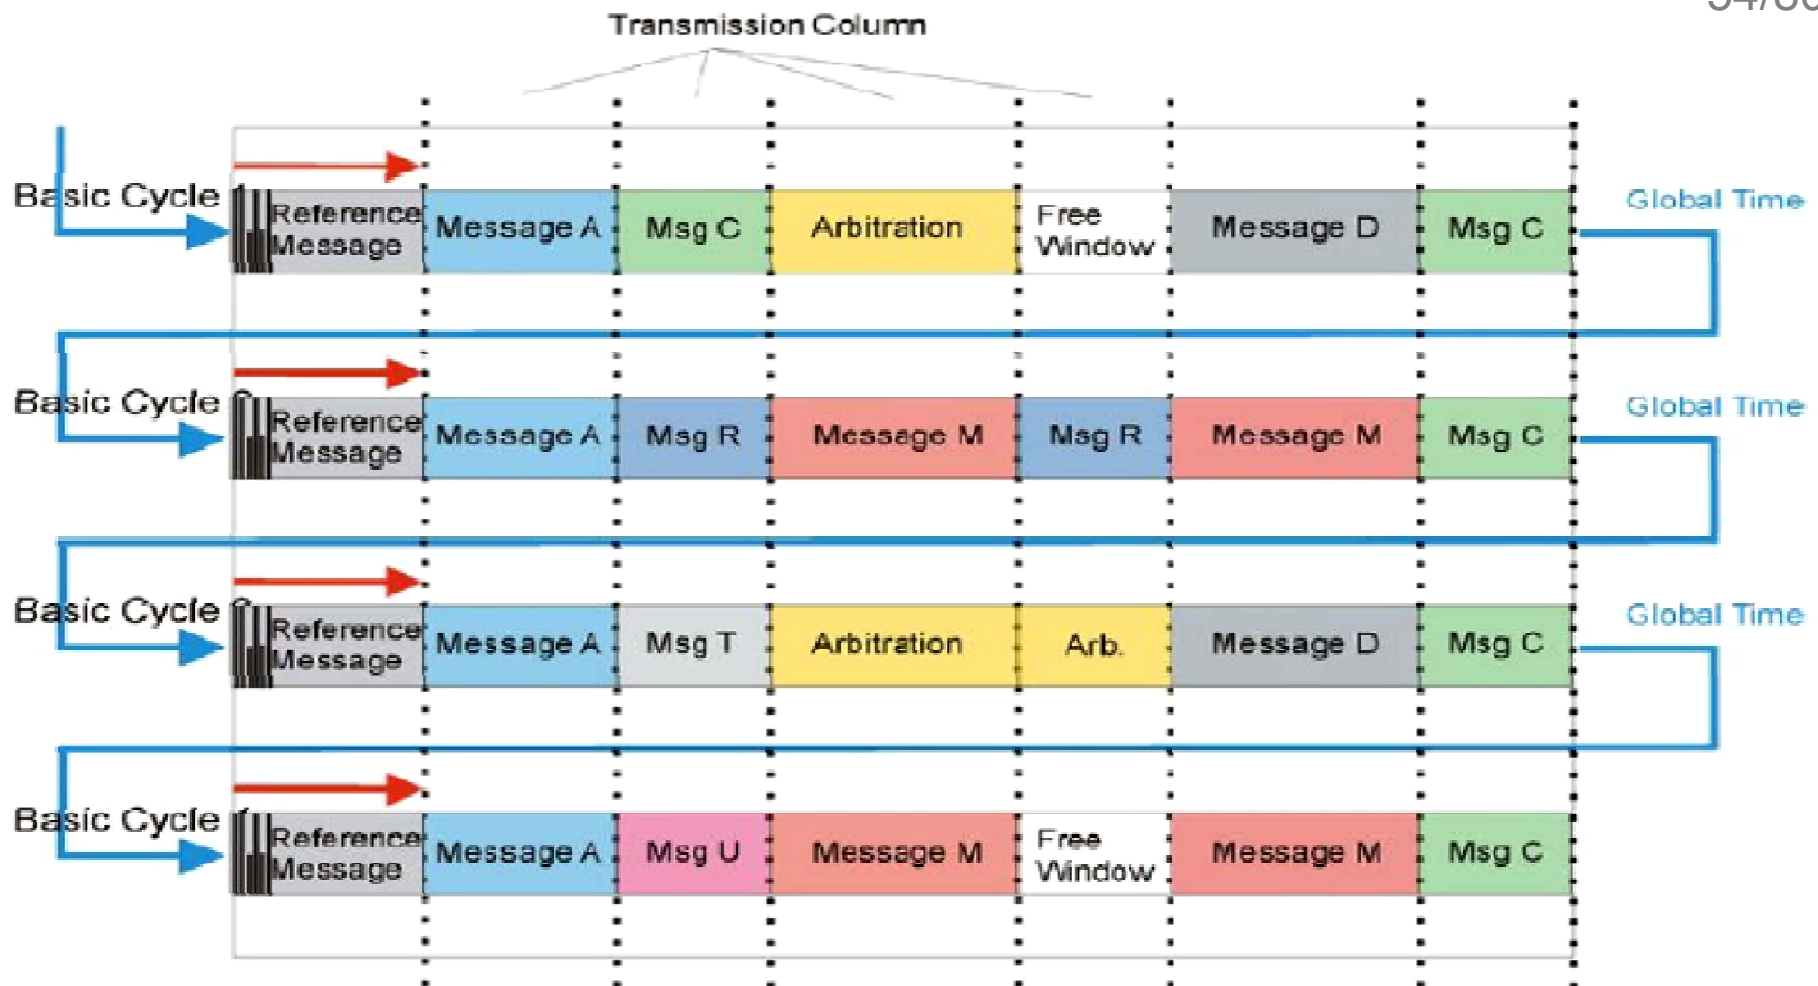 Transmission Column
Basic Cycle
Reference
Message
Message A
Msg C
Arbitration
Free
Window
Message D
Msg C
Global Time
Basic Cycle
Reference
Message
Message A
Msg R
Message M
Msg R
Message M
Msg C
Global Time
Basic Cycle
Reference
Message
Message A
Msg T
Arbitration
Arb.
Message D
Msg C
Global Time
Basic Cycle
Reference
Message
Message A
Msg U
Message M
Free
Window
Message M
Msg C